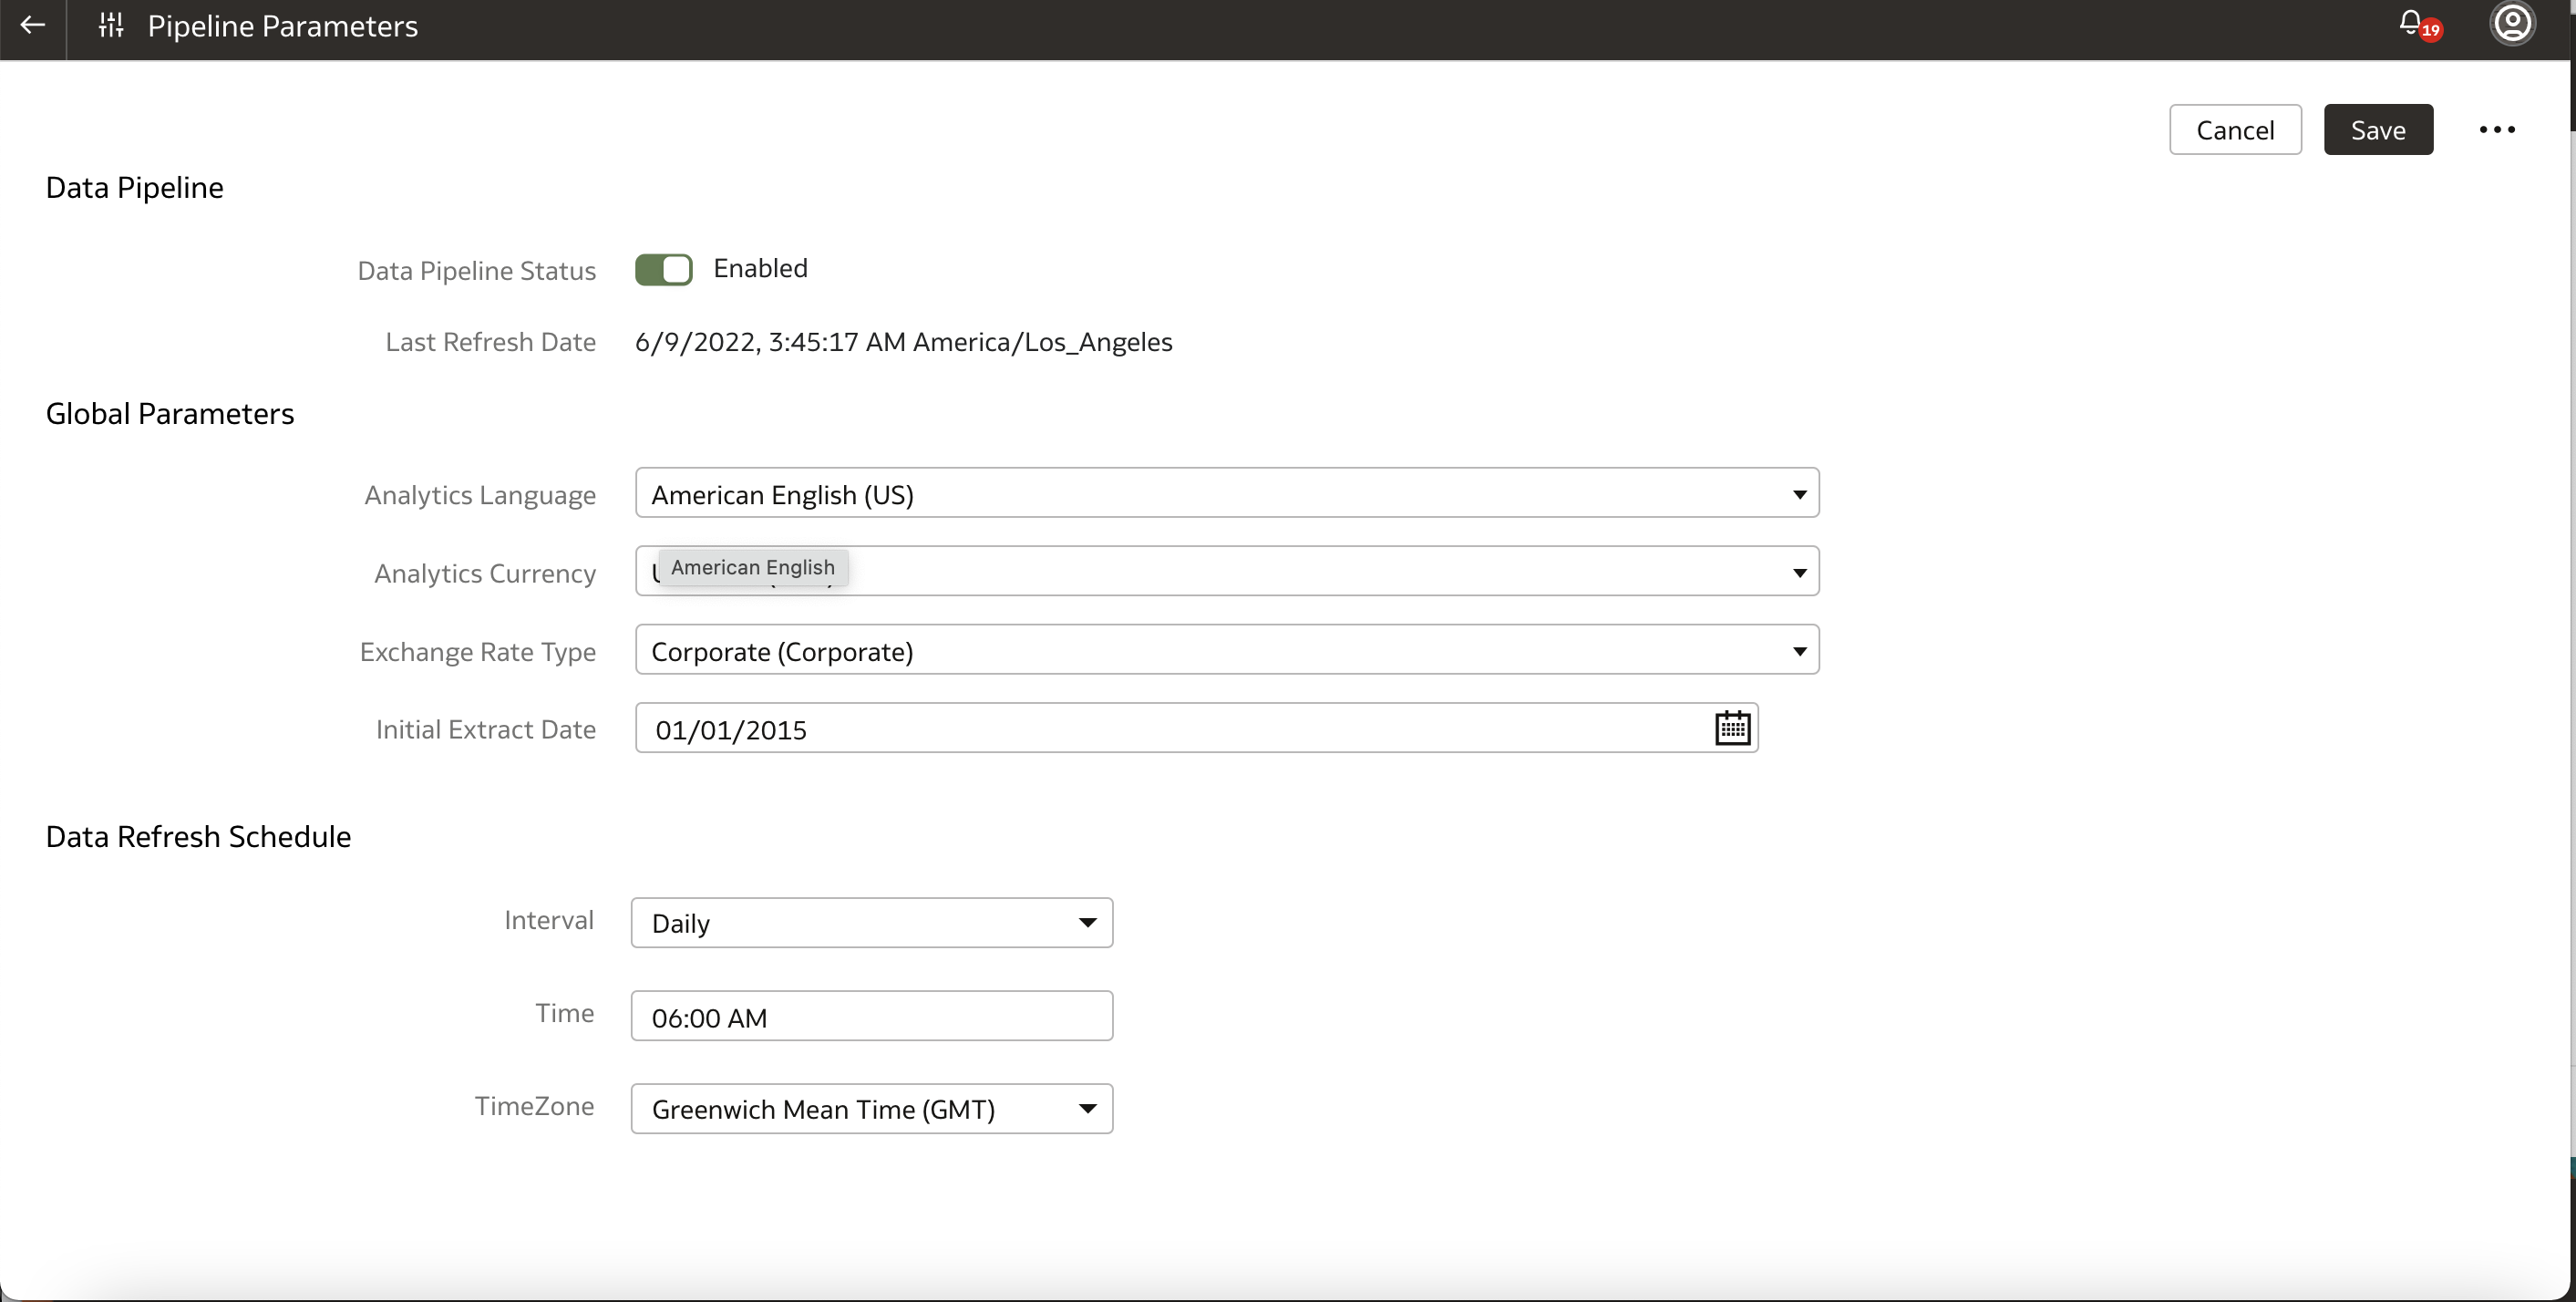 Pipeline Parameters
19
Cancel
Save
Data Pipeline
Data Pipeline Status
Enabled
Last Refresh Date
6/9/2022, 3:45:17 AM America/Los_Angeles
Global Parameters
Analytics Language
American English (US)
Analytics Currency
American English
Exchange Rate Type
Corporate (Corporate)
Initial Extract Date
01/01/2015
Data Refresh Schedule
Interval
Daily
Time
06:00 AM
TimeZone
Greenwich Mean Time (GMT)